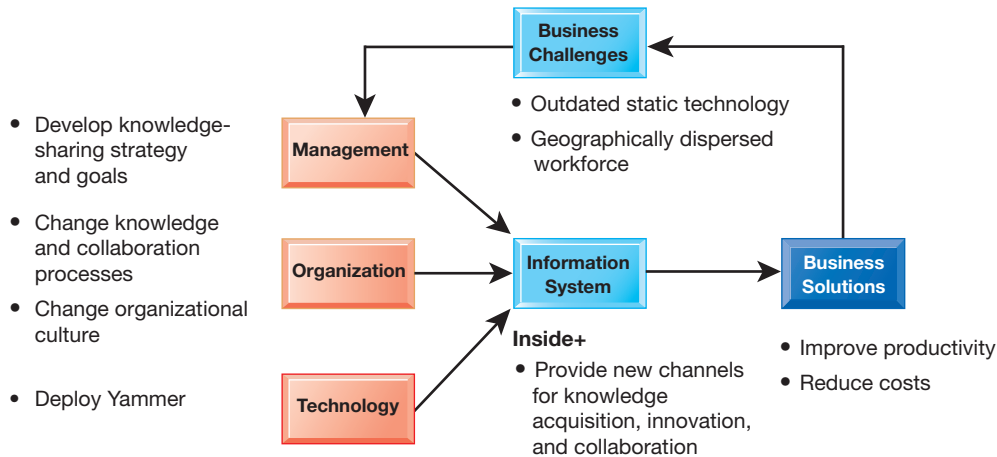 Business
Challenges
• Outdated static technology
• Geographically dispersed
workforce
• Develop knowledge-
sharing strategy
and goals
Management
• Change knowledge
and collaboration
processes
• Change organizational
culture
Organization
Information
System
Business
Solutions
Inside+
• Provide new channels
for knowledge
acquisition, innovation,
and collaboration
• Improve productivity
• Reduce costs
• Deploy Yammer
Technology